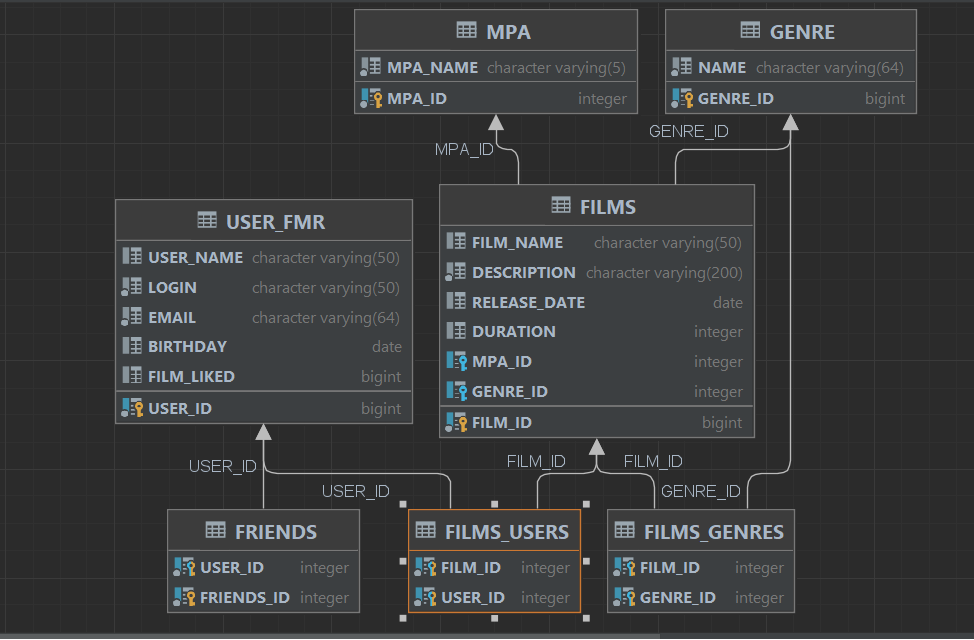 MPA
MPA_NAME character varying(5)
MPA_ID integer
GENRE
NAME character varying(64)
GENRE_ID bigint
MPA_ID
GENRE_ID
USER_FMR
USER_NAME character varying(50)
LOGIN character varying(50)
EMAIL character varying(64)
BIRTHDAY date
FILM_LIKED bigint
USER_ID bigint
FILMS
FILM_NAME character varying(50)
DESCRIPTION character varying(200)
RELEASE_DATE date
DURATION integer
MPA_ID integer
GENRE_ID integer
FILM_ID bigint
USER_ID
USER_ID
FILM_ID
FILM_ID
GENRE_ID
FRIENDS
USER_ID integer
FRIENDS_ID integer
FILMS_USERS
FILM_ID integer
USER_ID integer
FILMS_GENRES
FILM_ID integer
GENRE_ID integer